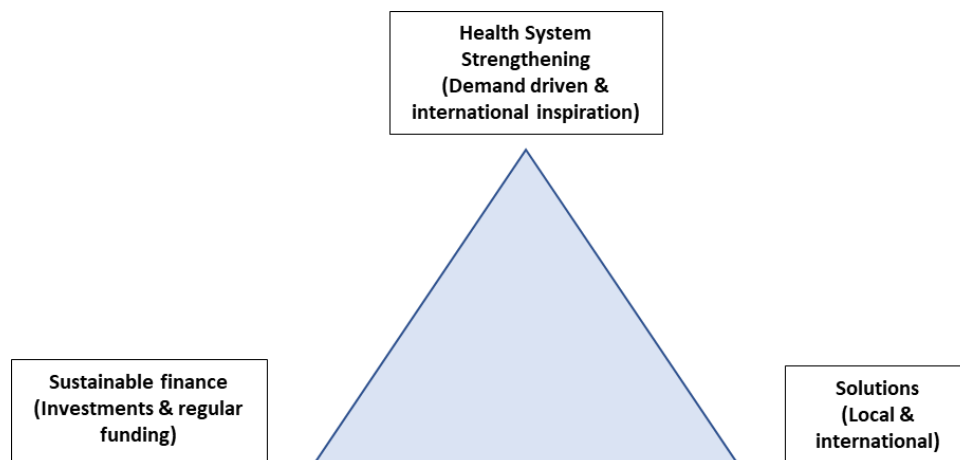 Health System
Strengthening
(Demand driven &
international inspiration)
Sustainable finance
(Investments & regular
funding)
Solutions
(Local &
international)